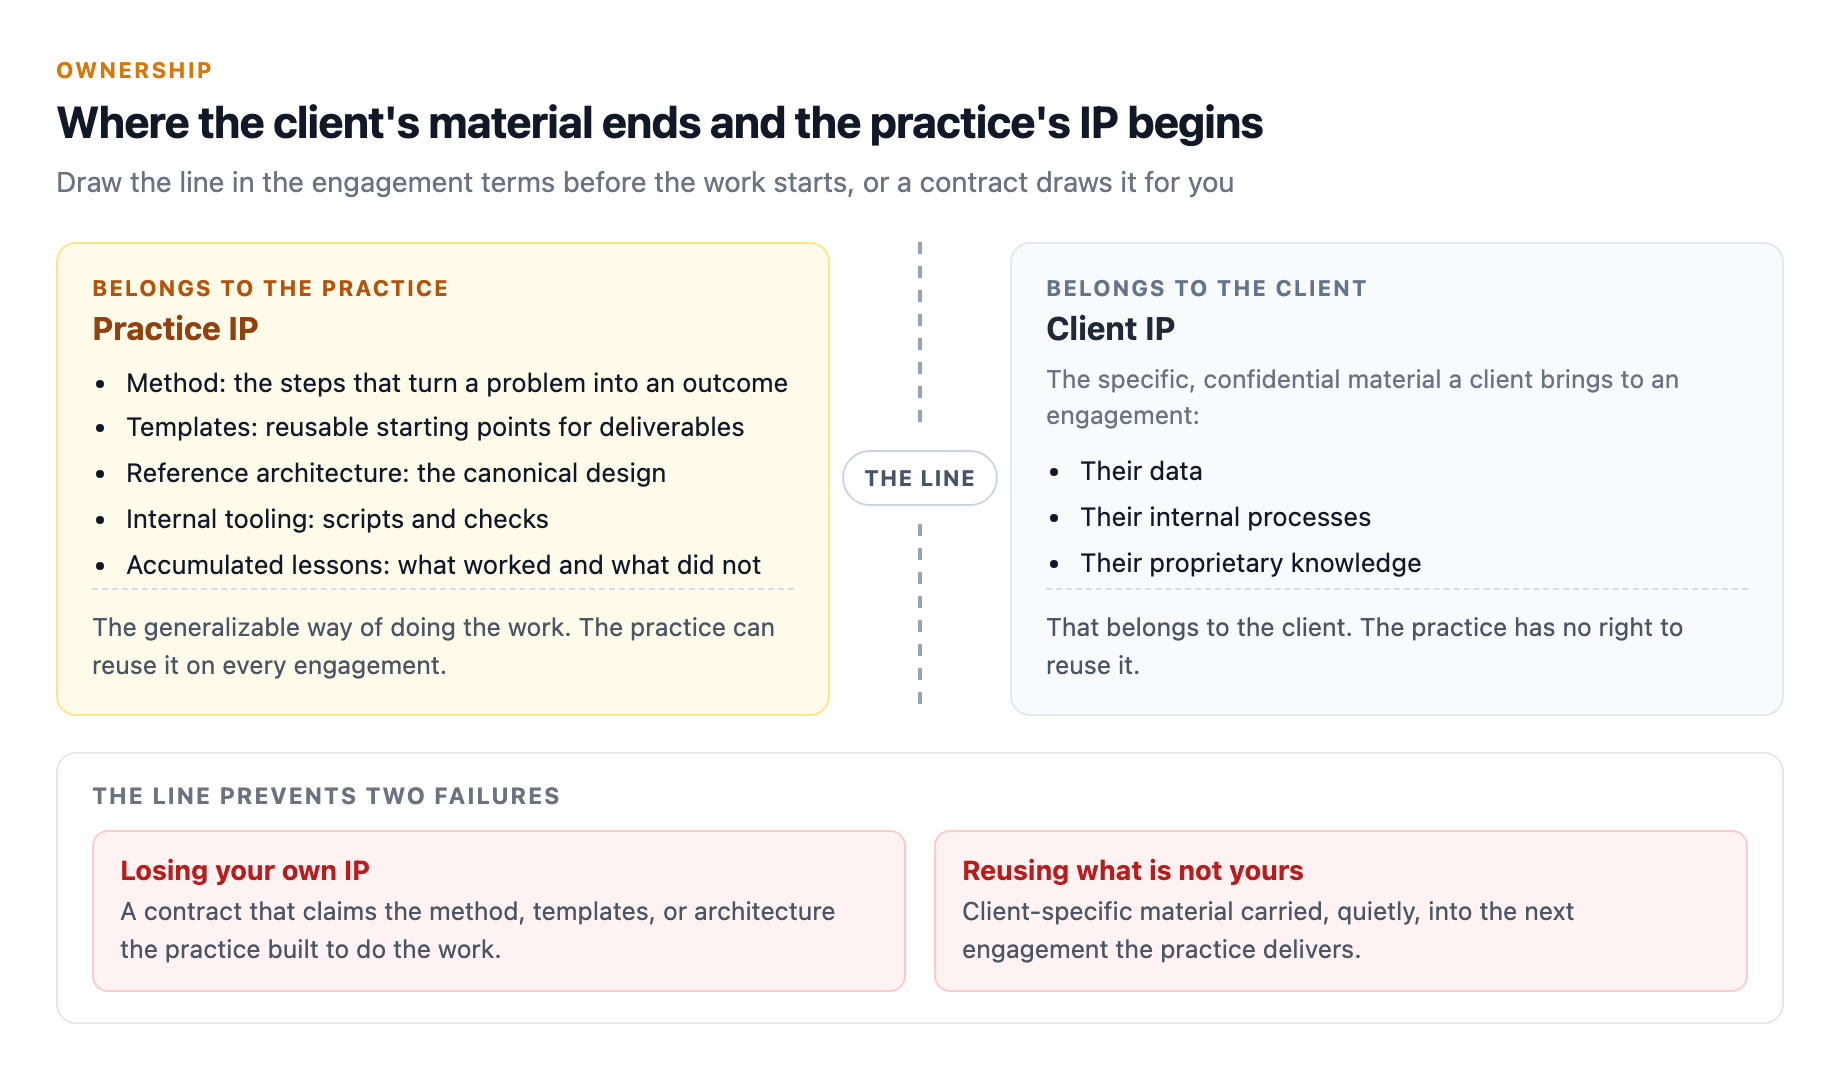 OWNERSHIP
Where the client's material ends and the practice's IP begins
Draw the line in the engagement terms before the work starts, or a contract draws it for you
BELONGS TO THE PRACTICE
Practice IP
• Method: the steps that turn a problem into an outcome
• Templates: reusable starting points for deliverables
• Reference architecture: the canonical design
• Internal tooling: scripts and checks
• Accumulated lessons: what worked and what did not
The generalizable way of doing the work. The practice can
reuse it on every engagement.
THE LINE
BELONGS TO THE CLIENT
Client IP
The specific, confidential material a client brings to an
engagement:
• Their data
• Their internal processes
• Their proprietary knowledge
That belongs to the client. The practice has no right to
reuse it.
THE LINE PREVENTS TWO FAILURES
Losing your own IP
A contract that claims the method, templates, or architecture
the practice built to do the work.
Reusing what is not yours
Client-specific material carried, quietly, into the next
engagement the practice delivers.